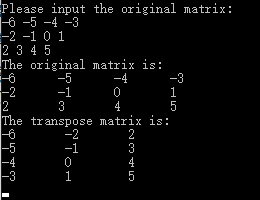 Please input the original matrix:
-6 -5 -4 -3
-2 -1 0 1
2 3 4 5
The original matrix is:
-6 -5 -4 -3
-2 -1 0 1
2 3 4 5
The transpose matrix is:
-6 -2 2
-5 -1 3
-4 0 4
-3 1 5